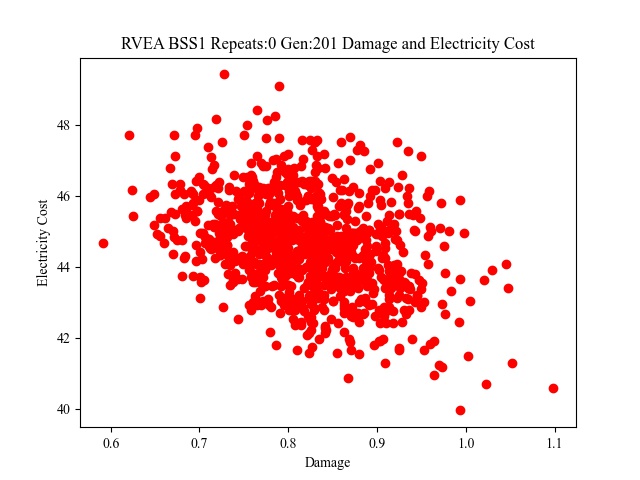 RVEA BSS1 Repeats:0 Gen:201 Damage and Electricity Cost
48
46
44
42
40
Electricity Cost
0.6 0.7 0.8 0.9 1.0 1.1
Damage